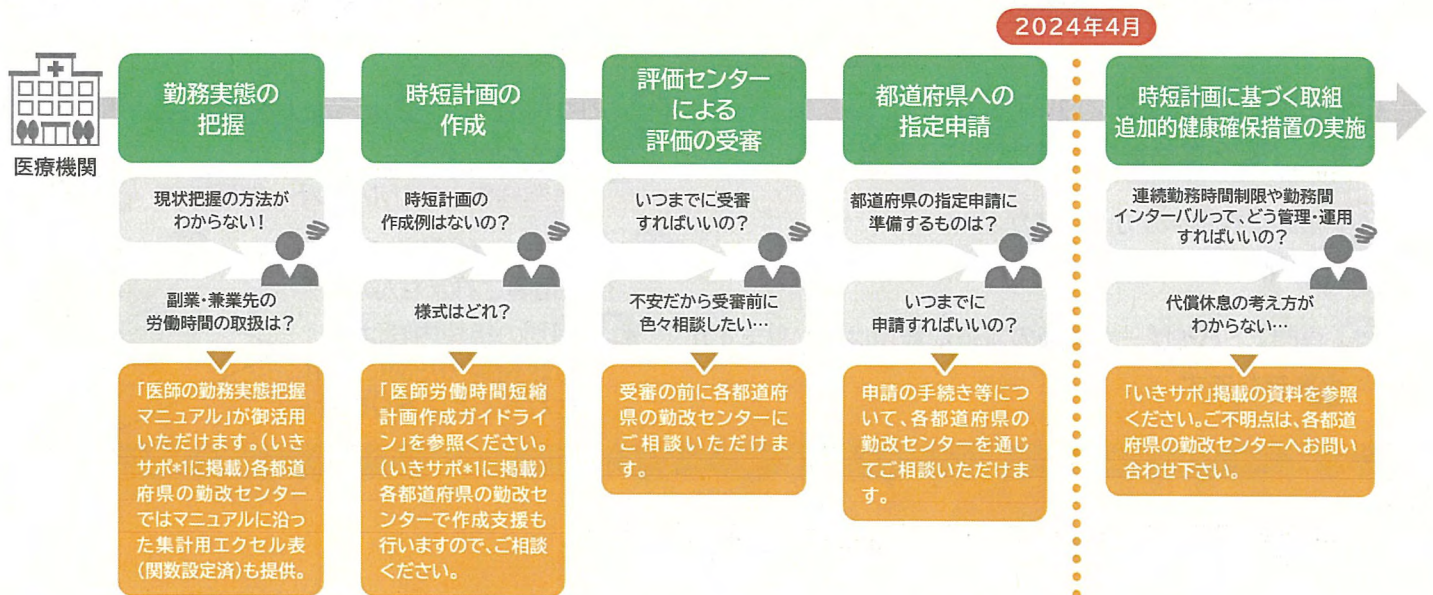 2024年4月
医療機関
勤務実態の
把握
現状把握の方法が
わからない！
副業・兼業先の
労働時間の取扱は？
「医師の勤務実態把握
マニュアル」が御活用
いただけます。（いき
サポ*1に掲載）各都道
府県の勤改センター
ではマニュアルに沿っ
た集計用エクセル表
（関数設定済）も提供。
時短計画の
作成
時短計画の
作成例はないの？
様式はどれ？
「医師労働時間短縮
計画作成ガイドライ
ン」を参照ください。
（いきサポ*1に掲載）
各都道府県の勤改セ
ンターで作成支援も
行いますので、ご相談
ください。
評価センター
による
評価の受審
いつまでに受審
すればいいの？
不安だから受審前に
色々相談したい…
受審の前に各都道府
県の勤改センターに
ご相談いただけま
す。
都道府県への
指定申請
都道府県の指定申請に
準備するものは？
いつまでに
申請すればいいの？
申請の手続き等につ
いて、各都道府県の
勤改センターを通じ
てご相談いただけま
す。
時短計画に基づく取組
追加的健康確保措置の実施
連続勤務時間制限や勤務間
インターバルって、どう管理・運用
すればいいの？
代償休息の考え方が
わからない…
「いきサポ」掲載の資料を参照
ください。ご不明点は、各都道
府県の勤改センターへお問い
合わせ下さい。